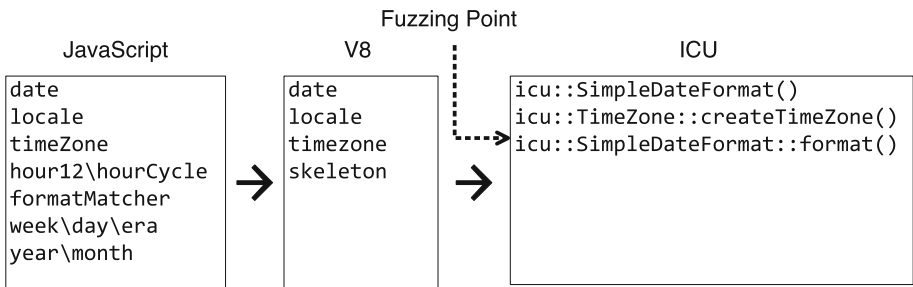 Fuzzing Point
JavaScript
V8
ICU
date
locale
timeZone
hour12\hourCycle
formatMatcher
week\day\era
year\month
date
locale
timezone
skeleton
icu::SimpleDateFormat()
icu::TimeZone::createTimeZone()
icu::SimpleDateFormat::format()